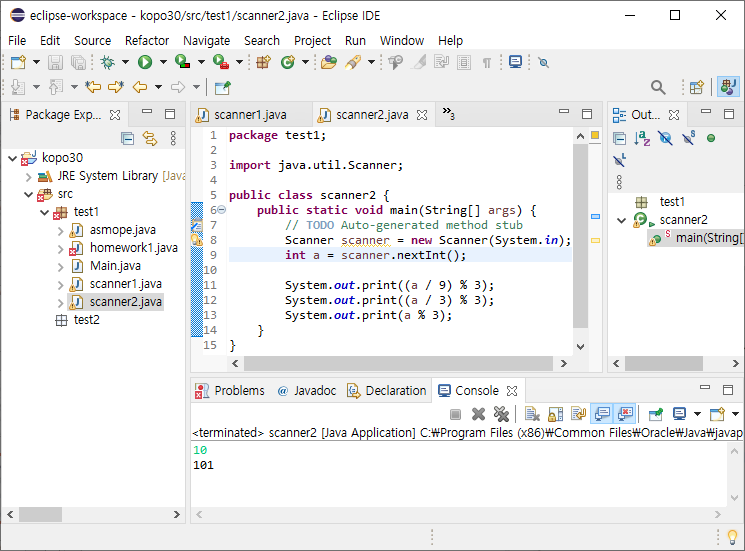 eclipse-workspace - kopo30/src/test1/scanner2.java - Eclipse IDE
File Edit Source Refactor Navigate Search Project Run Window Help
Package Exp...
kopo30
JRE System Library [Java
src
test1
asmope.java
homework1.java
Main.java
scanner1.java
scanner2.java
test2
scanner1.java scanner2.java »3
1 package test1;
2
3 import java.util.Scanner;
4
5 public class scanner2 {
6 public static void main(String[] args) {
7 // TODO Auto-generated method stub
8 Scanner scanner = new Scanner(System.in);
9 int a = scanner.nextInt();
10
11 System.out.print((a / 9) % 3);
12 System.out.print((a / 3) % 3);
13 System.out.print(a % 3);
14 }
15 }
Out...
test1
scanner2
main(String[
Problems @ Javadoc Declaration Console
<terminated> scanner2 [Java Application] C:₩Program Files (x86)₩Common Files₩Oracle₩Java₩javap
10
101